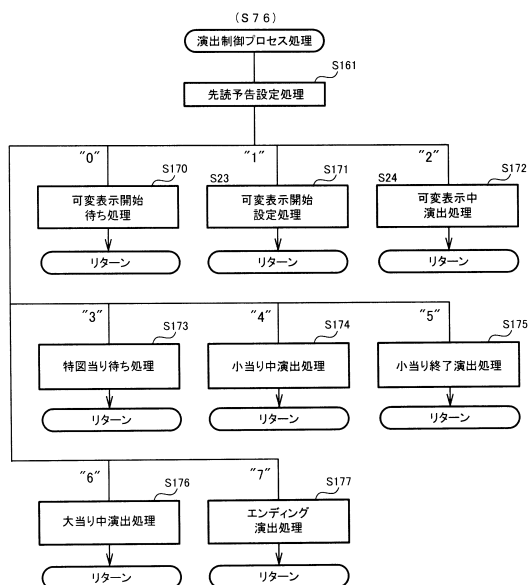 (S76)
演出制御プロセス処理
S161
先読予告設定処理
"0"
"1"
"2"
S170
S23
S171
S24
S172
可変表示開始
待ち処理
可変表示開始
設定処理
可変表示中
演出処理
リターン
リターン
リターン
"3"
"4"
"5"
S173
S174
S175
特図当り待ち処理
小当り中演出処理
小当り終了演出処理
リターン
リターン
リターン
"6"
"7"
S176
S177
大当り中演出処理
エンディング
演出処理
リターン
リターン